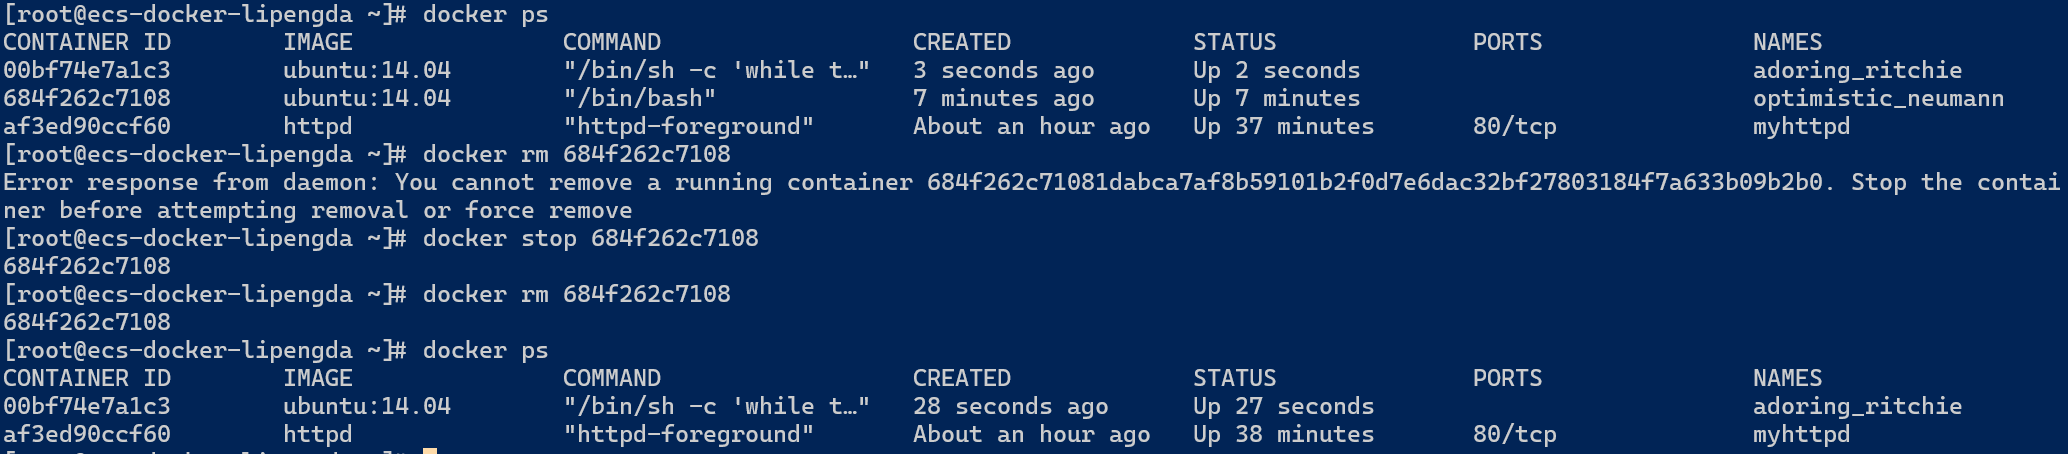 [root@ecs-docker-lipengda ~]# docker ps
CONTAINER ID        IMAGE               COMMAND                  CREATED             STATUS              PORTS               NAMES
00bf74e7a1c3        ubuntu:14.04        "/bin/sh -c 'while t…"   3 seconds ago       Up 2 seconds                            adoring_ritchie
684f262c7108        ubuntu:14.04        "/bin/bash"              7 minutes ago       Up 7 minutes                            optimistic_neumann
af3ed90ccf60        httpd               "httpd-foreground"       About an hour ago   Up 37 minutes       80/tcp              myhttpd
[root@ecs-docker-lipengda ~]# docker rm 684f262c7108
Error response from daemon: You cannot remove a running container 684f262c71081dabca7af8b59101b2f0d7e6dac32bf27803184f7a633b09b2b0. Stop the contai
ner before attempting removal or force remove
[root@ecs-docker-lipengda ~]# docker stop 684f262c7108
684f262c7108
[root@ecs-docker-lipengda ~]# docker rm 684f262c7108
684f262c7108
[root@ecs-docker-lipengda ~]# docker ps
CONTAINER ID        IMAGE               COMMAND                  CREATED             STATUS              PORTS               NAMES
00bf74e7a1c3        ubuntu:14.04        "/bin/sh -c 'while t…"   28 seconds ago      Up 27 seconds                           adoring_ritchie
af3ed90ccf60        httpd               "httpd-foreground"       About an hour ago   Up 38 minutes       80/tcp              myhttpd